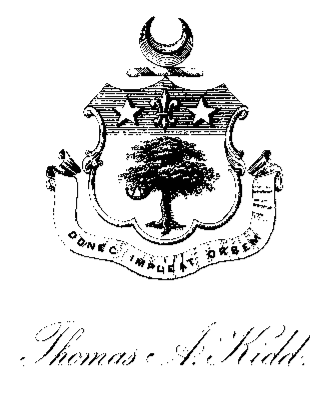 DONEC IMPLEAT ORBEM
Thomas A. Kidd.